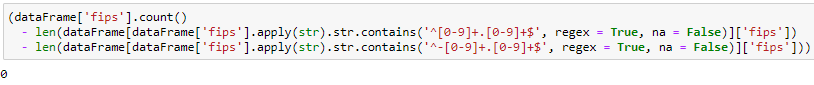 (dataFrame['fips'].count()
- len(dataFrame[dataFrame['fips'].apply(str).str.contains('^[0-9]+.[0-9]+$', regex = True, na = False)]['fips'])
- len(dataFrame[dataFrame['fips'].apply(str).str.contains('^-[0-9]+.[0-9]+$', regex = True, na = False)]['fips']))
0